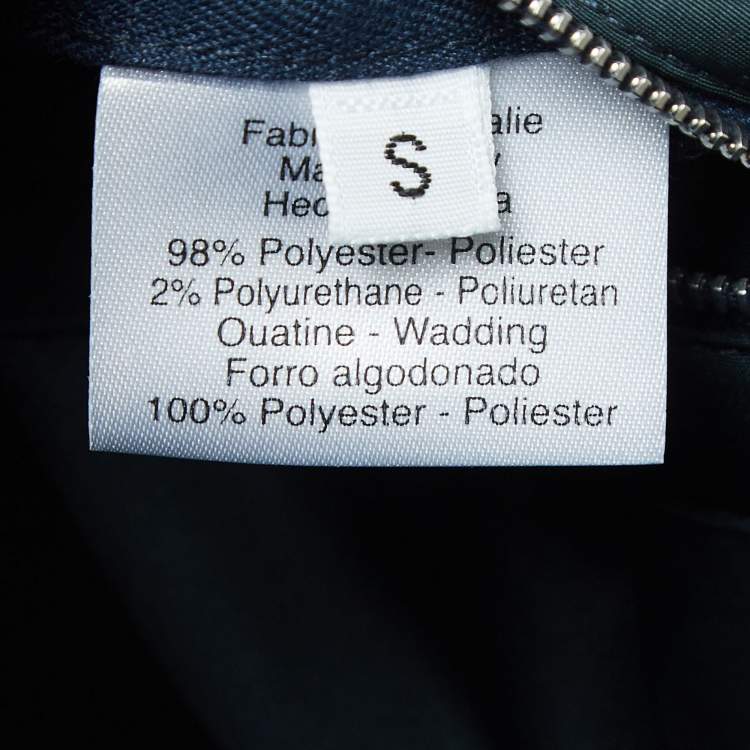 S
98% Polyester- Poliester
2% Polyurethane - Poliuretan
Ouatine - Wadding
Forro algodonado
100% Polyester - Poliester